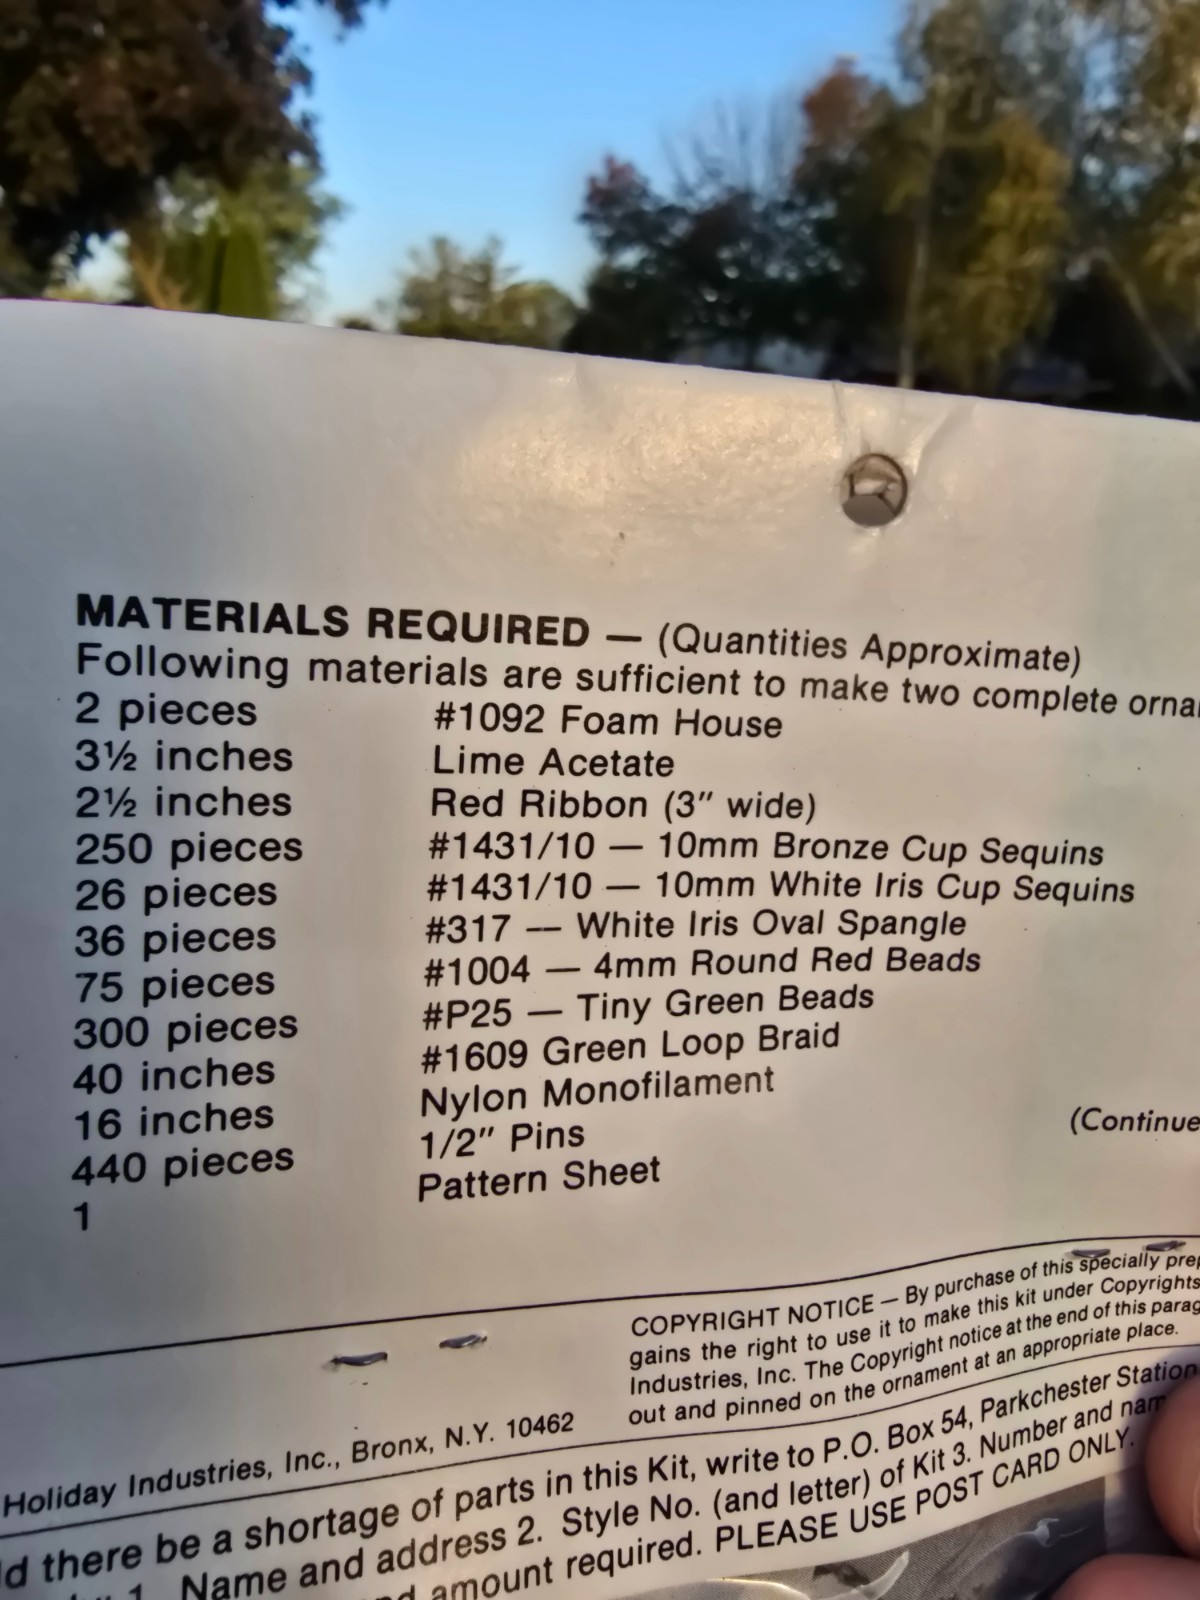 MATERIALS REQUIRED — (Quantities Approximate)
Following materials are sufficient to make two complete
2 pieces #1092 Foam House
3½ inches Lime Acetate
2½ inches Red Ribbon (3″ wide)
250 pieces #1431/10 — 10mm Bronze Cup Sequins
26 pieces #1431/10 — 10mm White Iris Cup Sequins
36 pieces #317 — White Iris Oval Spangle
75 pieces #1004 — 4mm Round Red Beads
300 pieces #P25 — Tiny Green Beads
40 inches #1609 Green Loop Braid
16 inches Nylon Monofilament
440 pieces 1/2″ Pins
1 Pattern Sheet
(Continue
COPYRIGHT NOTICE — By purchase of this specially
gains the right to use it to make this kit under Copyrights
Industries, Inc. The Copyright notice at the end of this
out and pinned on the ornament at an appropriate place.
Holiday Industries, Inc., Bronx, N.Y. 10462
there be a shortage of parts in this Kit, write to P.O. Box 54, Parkchester Station
1. Name and address 2. Style No. (and letter) of Kit 3. Number and
amount required. PLEASE USE POST CARD ONLY.